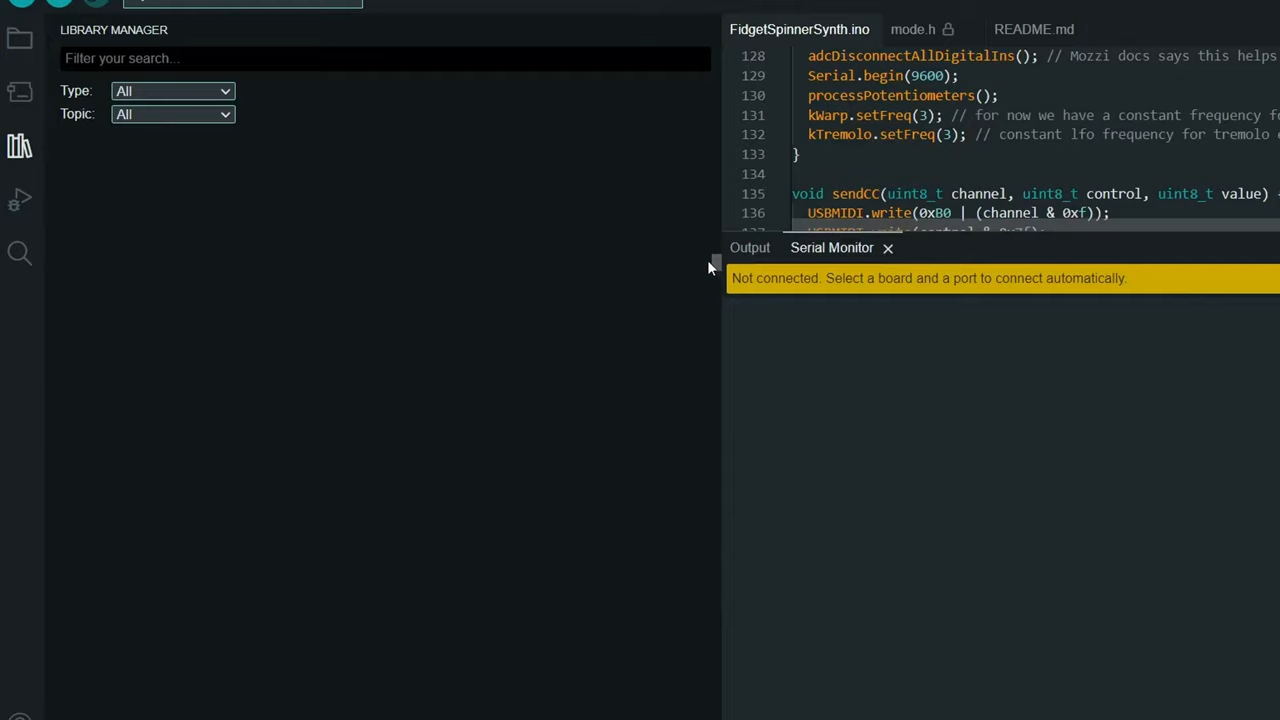 LIBRARY MANAGER
Filter your search...
Type: All
Topic: All
FidgetSpinnerSynth.ino mode.h README.md
128 adcDisconnectAllDigitalIns(); // Mozzi docs says this helps
129 Serial.begin(9600);
130 processPotentiometers();
131 kWarp.setFreq(3); // for now we have a constant frequency fo
132 kTremolo.setFreq(3); // constant lfo frequency for tremolo
133 }
134
135 void sendCC(uint8_t channel, uint8_t control, uint8_t value)
136 USBMIDI.write(0xB0 | (channel & 0xf));
Output Serial Monitor
Not connected. Select a board and a port to connect automatically.